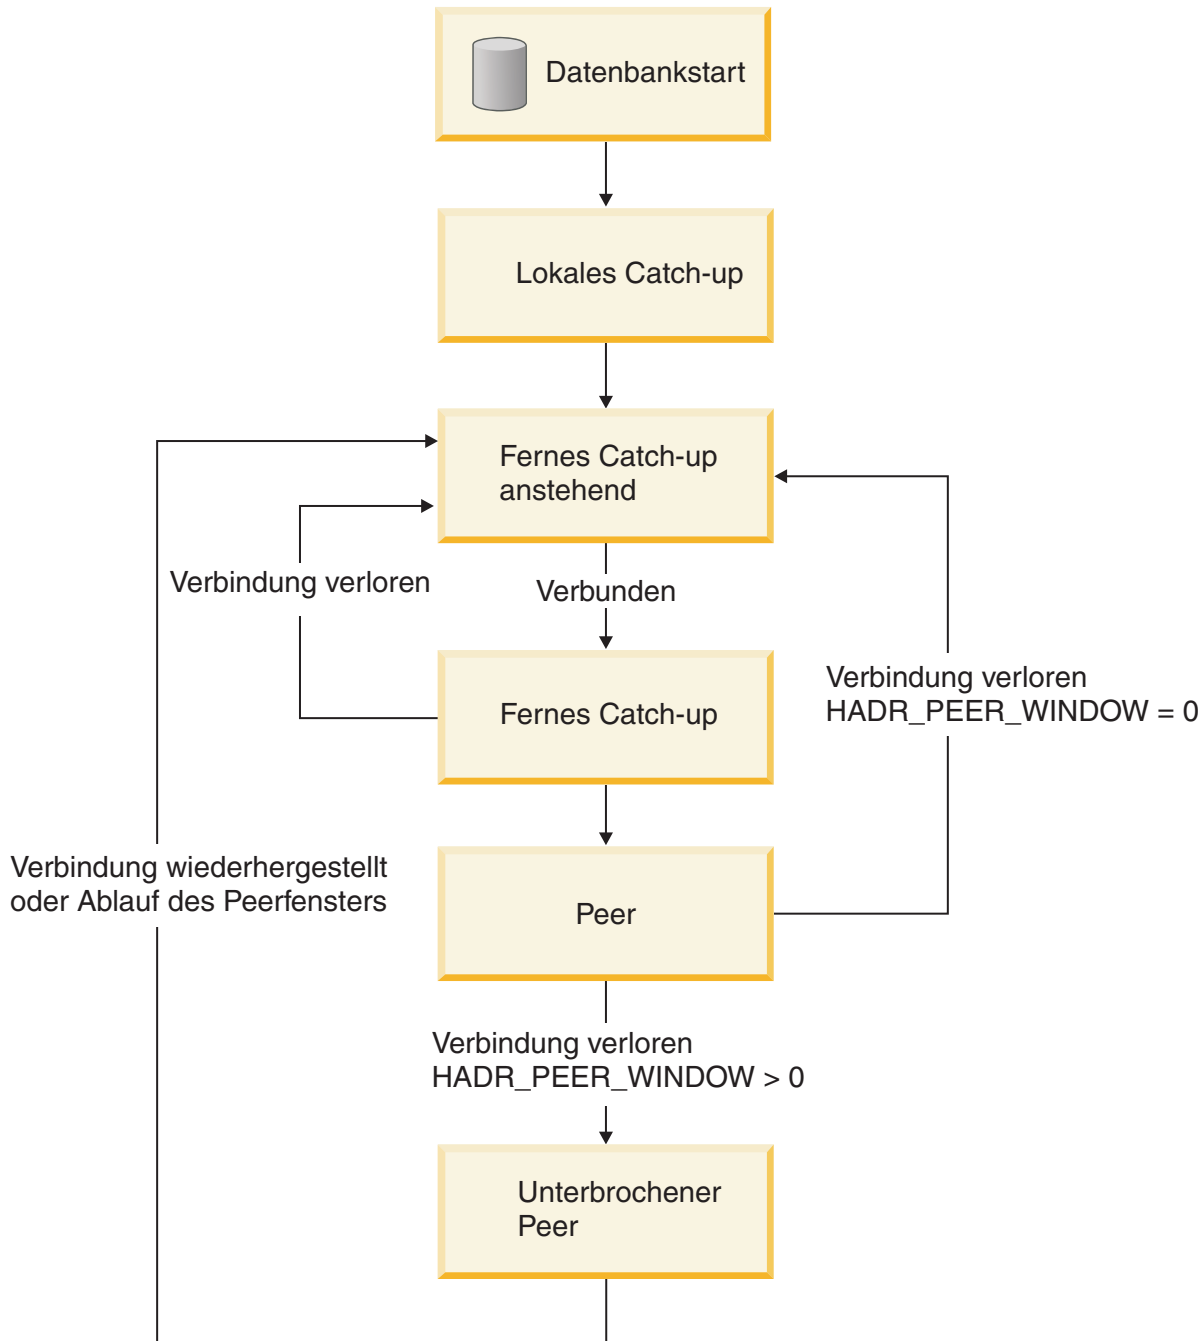 Datenbankstart
Lokales Catch-up
Fernes Catch-up
anstehend
Verbindung verloren
Verbunden
Fernes Catch-up
Verbindung verloren
HADR_PEER_WINDOW = 0
Verbindung wiederhergestellt
oder Ablauf des Peerfensters
Peer
Verbindung verloren
HADR_PEER_WINDOW > 0
Unterbrochener
Peer